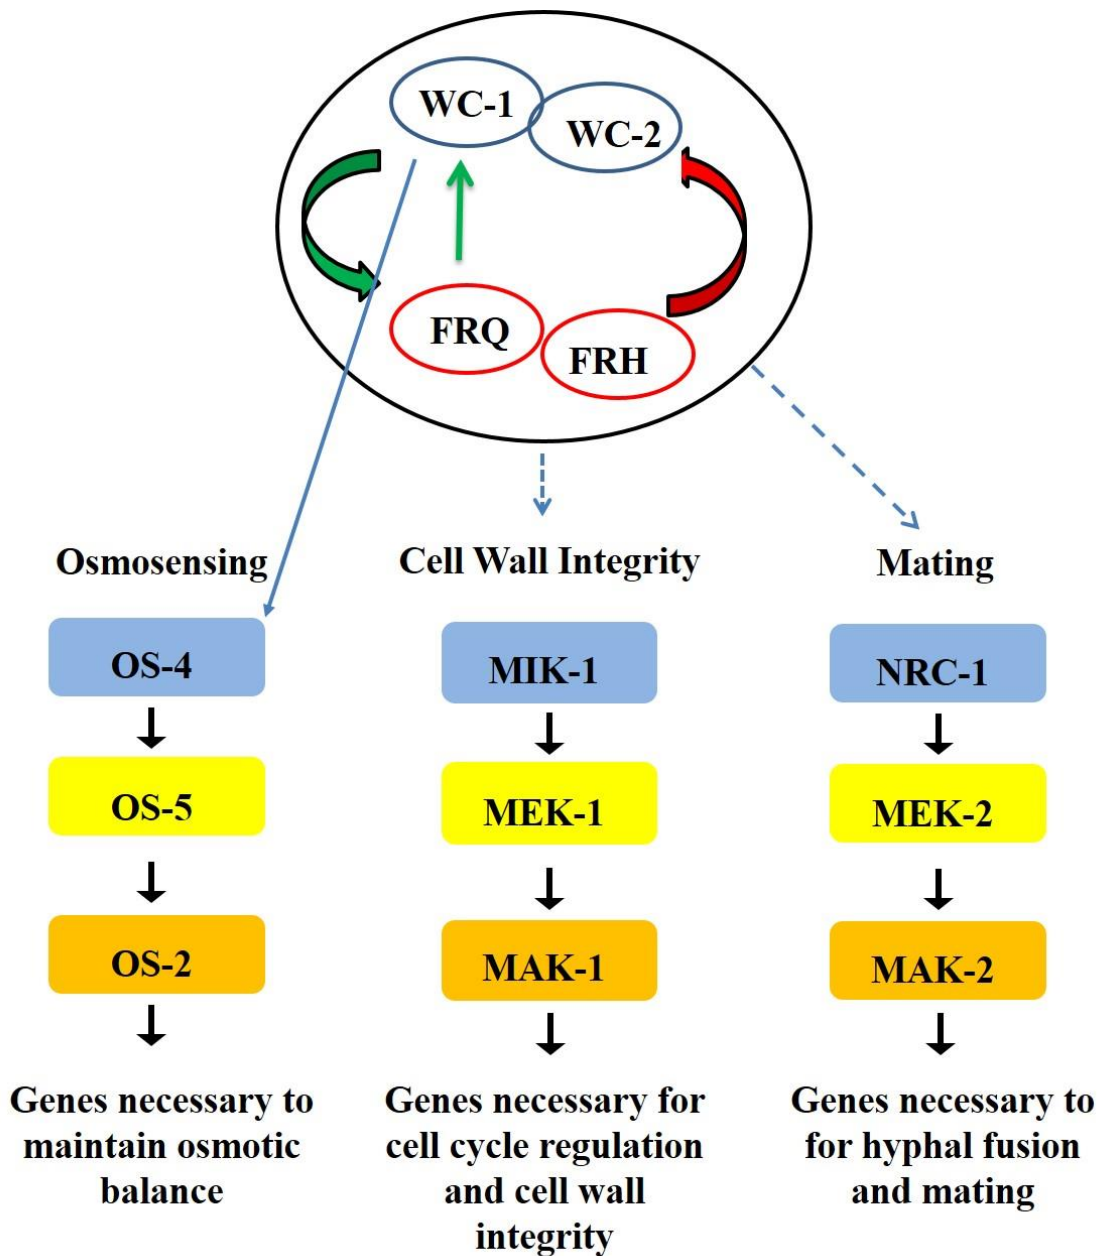 WC-1
WC-2
FRQ
FRH
Osmosensing
Cell Wall Integrity
Mating
OS-4
MIK-1
NRC-1
OS-5
MEK-1
MEK-2
OS-2
MAK-1
MAK-2
Genes necessary to
maintain osmotic
balance
Genes necessary for
cell cycle regulation
and cell wall
integrity
Genes necessary to
for hyphal fusion
and mating